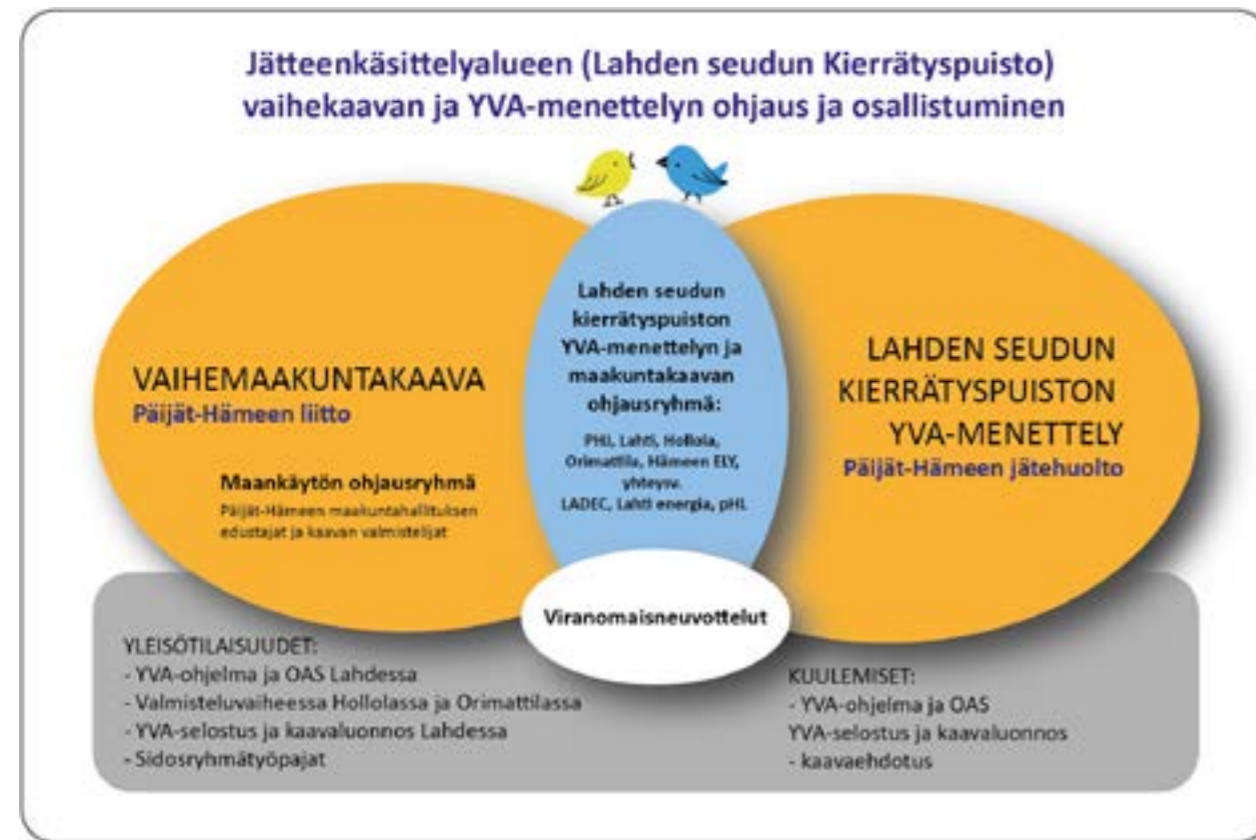 Jätteenkäsittelyalueen (Lahden seudun Kierrätyspuisto)
vaihekaavan ja YVA-menettelyn ohjaus ja osallistuminen
VAIHEMAAKUNTAKAAVA
Päijät-Hämeen liitto
Maankäytön ohjausryhmä
Päijät-Hämeen maakuntahallituksen
edustajat ja kaavan valmistelijat
Lahden seudun
kierrätyspuiston
YVA-menettelyn ja
maakuntakaavan
ohjausryhmä:
PHJ, Lahti, Hollola,
Orimattila, Hämeen ELY,
yhteysv.
LADEC, Lahti energia, pHL
LAHDEN SEUDUN
KIERRÄTYSPUISTON
YVA-MENETTELY
Päijät-Hämeen jätehuolto
Viranomaisneuvottelut
YLEISÖTILAISUUDET:
- YVA-ohjelma ja OAS Lahdessa
- Valmisteluvaiheessa Hollolassa ja Orimattilassa
- YVA-selostus ja kaavaluonnos Lahdessa
- Sidosryhmätyöpajat
KUULEMISET:
- YVA-ohjelma ja OAS
YVA-selostus ja kaavaluonnos
- kaavaehdotus